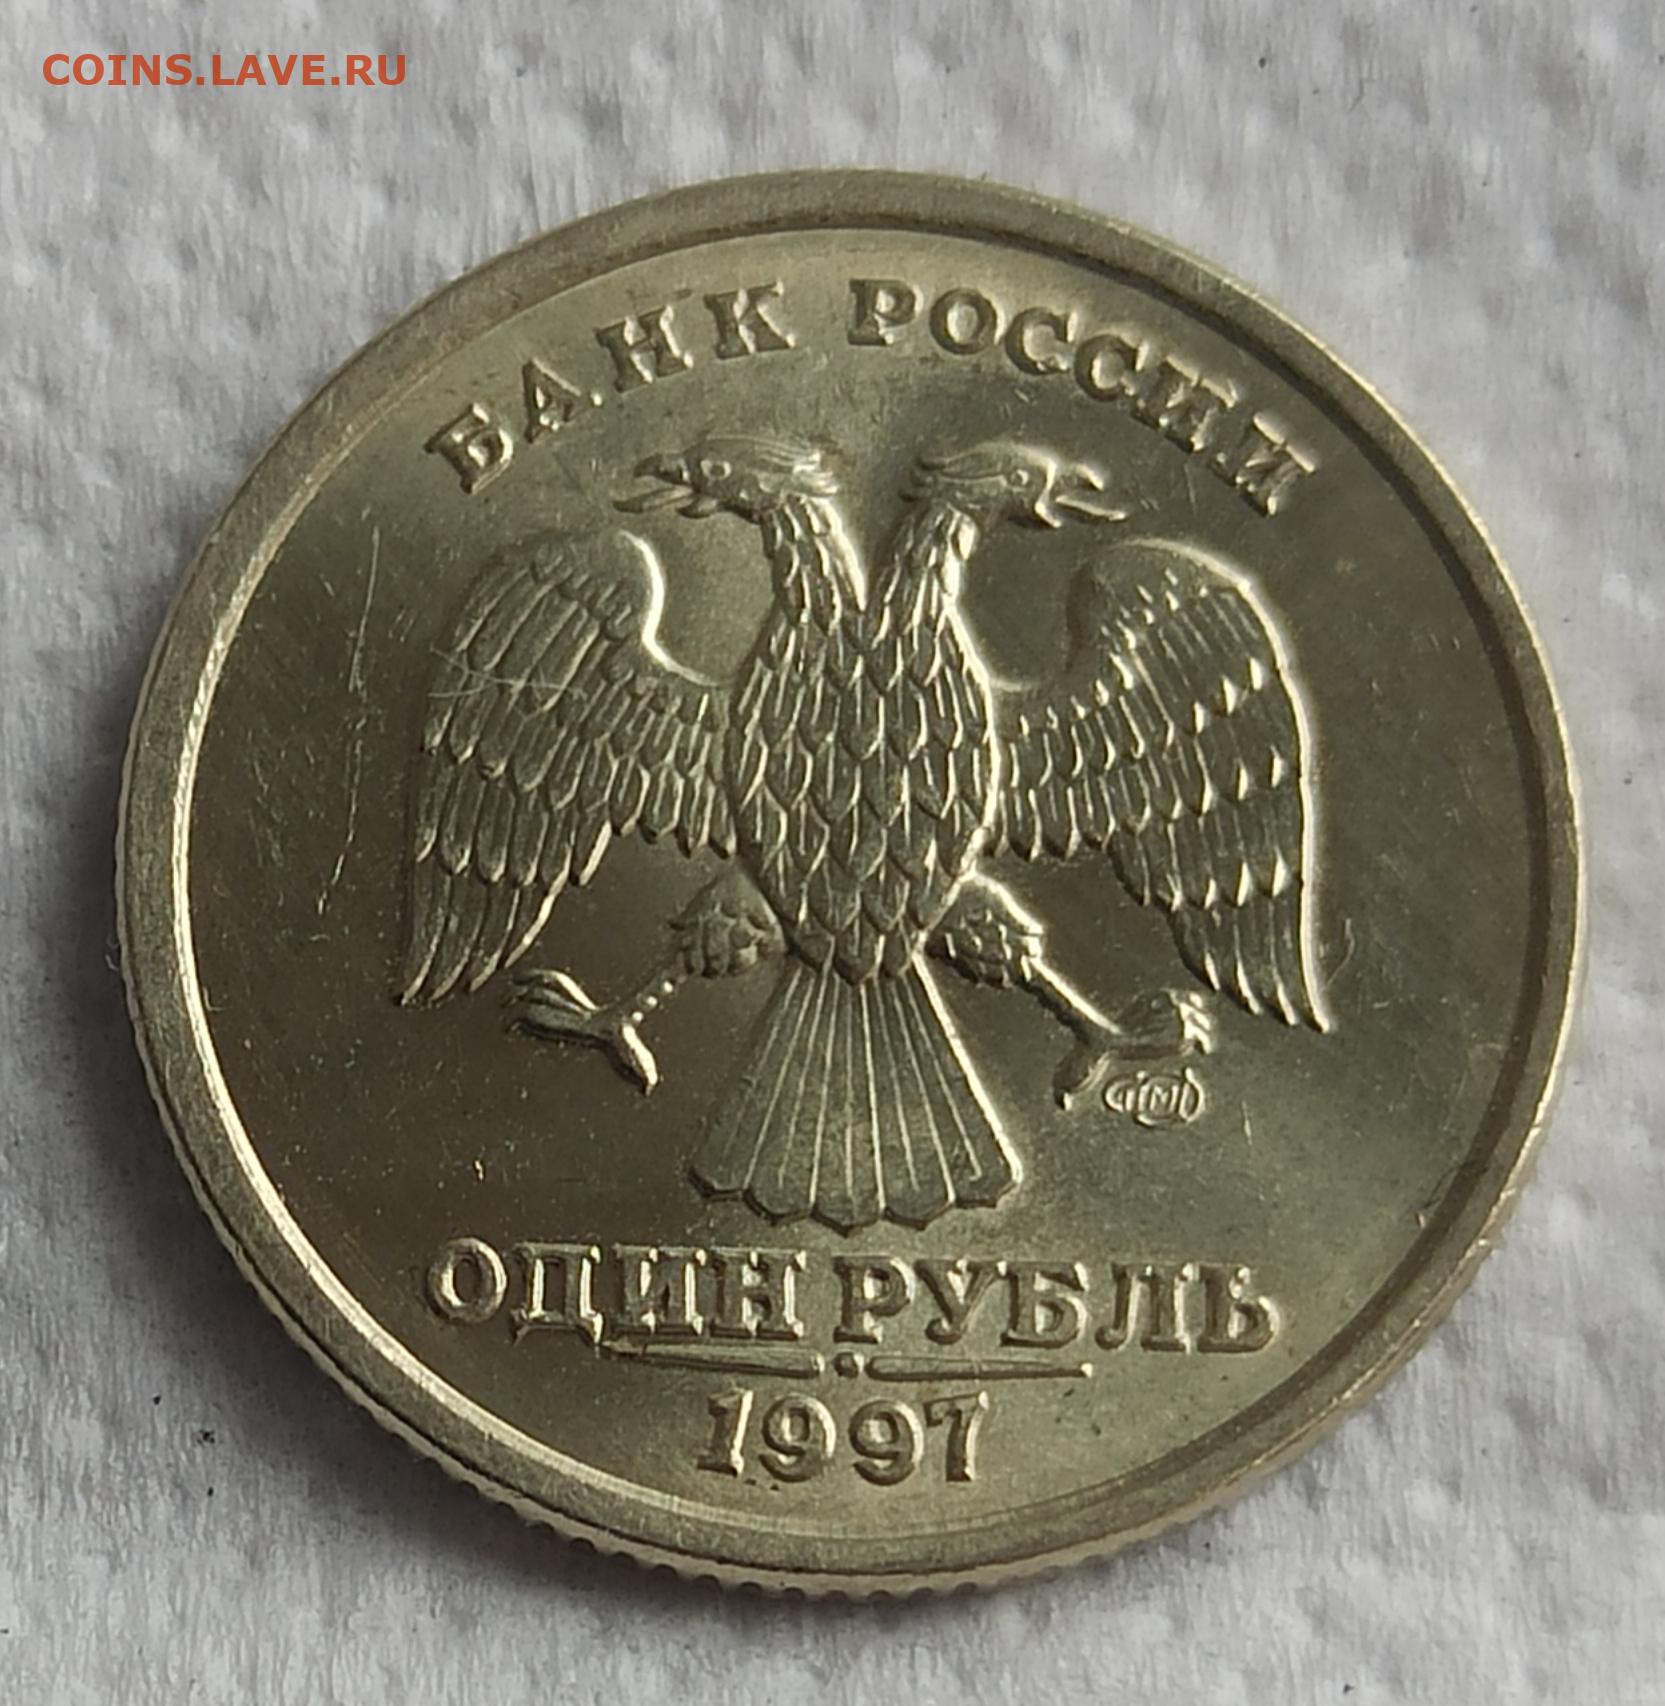 COINS.LAVE.RU
БАНК РОССИИ
ОДИН РУБЛЬ
1997